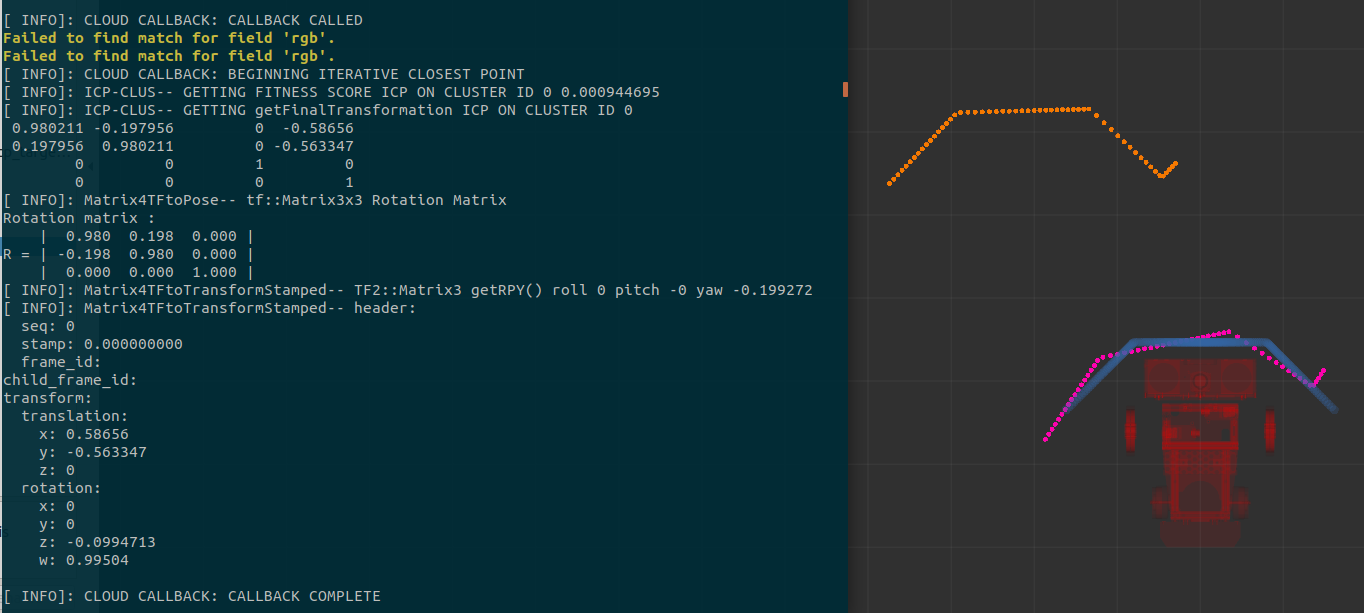 [ INFO]: CLOUD CALLBACK: CALLBACK CALLED
Failed to find match for field 'rgb'.
Failed to find match for field 'rgb'.
[ INFO]: CLOUD CALLBACK: BEGINNING ITERATIVE CLOSEST POINT
[ INFO]: ICP-CLUS-- GETTING FITNESS SCORE ICP ON CLUSTER ID 0 0.000944695
[ INFO]: ICP-CLUS-- GETTING getFinalTransformation ICP ON CLUSTER ID 0
 0.980211 -0.197956         0  -0.58656
 0.197956  0.980211         0 -0.563347
        0         0         1         0
        0         0         0         1
[ INFO]: Matrix4TFtoPose-- tf::Matrix3x3 Rotation Matrix
Rotation matrix :
    |  0.980  0.198  0.000 |
R = | -0.198  0.980  0.000 |
    |  0.000  0.000  1.000 |
[ INFO]: Matrix4TFtoTransformStamped-- TF2::Matrix3 getRPY() roll 0 pitch -0 yaw -0.199272
[ INFO]: Matrix4TFtoTransformStamped-- header:
  seq: 0
  stamp: 0.000000000
  frame_id:
child_frame_id:
transform:
  translation:
    x: 0.58656
    y: -0.563347
    z: 0
  rotation:
    x: 0
    y: 0
    z: -0.0994713
    w: 0.99504
[ INFO]: CLOUD CALLBACK: CALLBACK COMPLETE